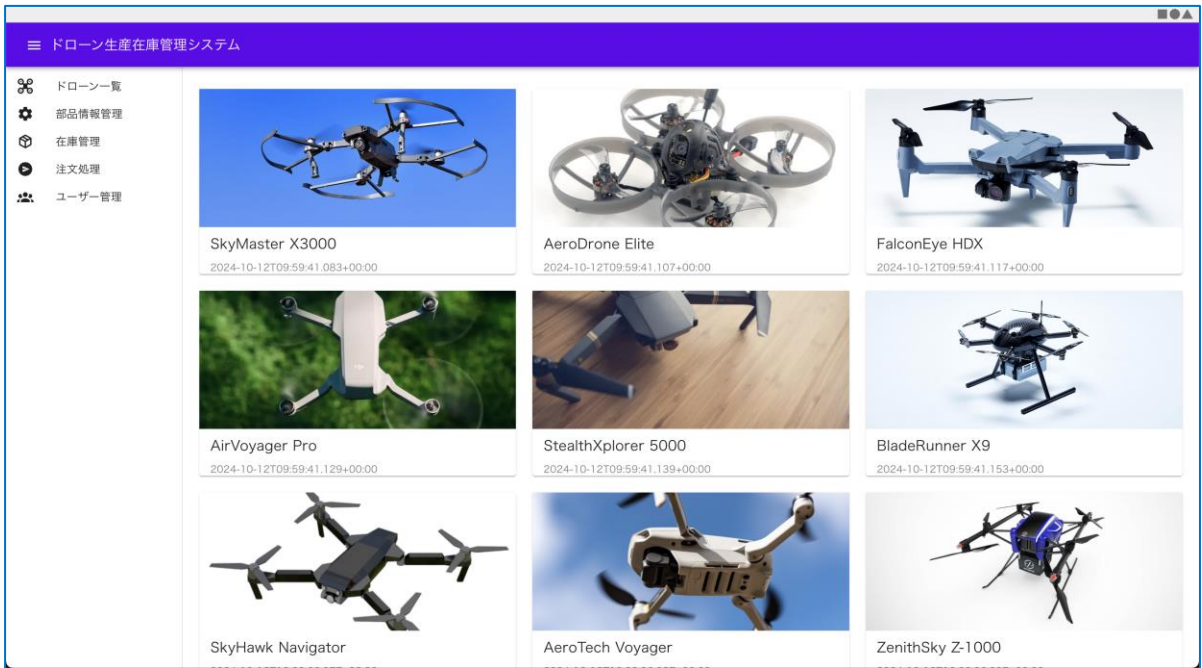 ドローン生産在庫管理システム
ドローン一覧
部品情報管理
在庫管理
注文処理
ユーザー管理
SkyMaster X3000
AeroDrone Elite
FalconEye HDX
2024-10-12T09:59:41.083+00:00
2024-10-12T09:59:41.107+00:00
2024-10-12T09:59:41.117+00:00
AirVoyager Pro
StealthXplorer 5000
BladeRunner X9
2024-10-12T09:59:41.129+00:00
2024-10-12T09:59:41.139+00:00
2024-10-12T09:59:41.153+00:00
SkyHawk Navigator
AeroTech Voyager
ZenithSky Z-1000